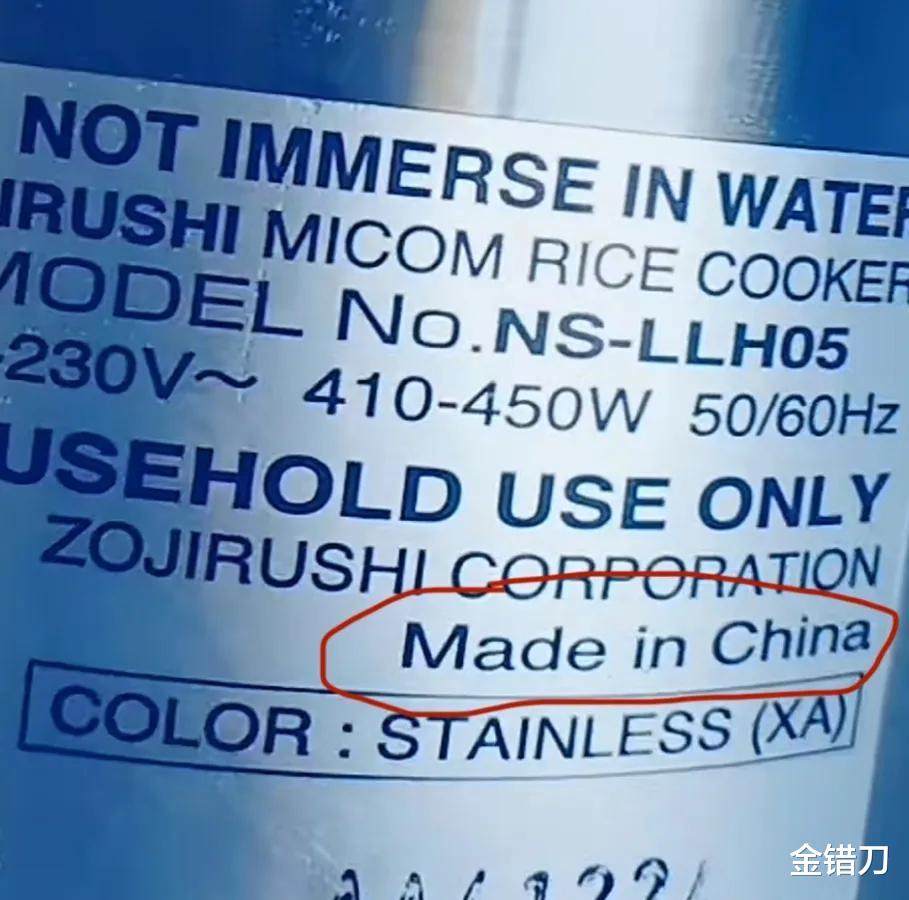 NOT IMMERSE IN WATER
IRUSHI MICOM RICE COOKER
MODEL No.NS-LLH05
-230V~ 410-450W 50/60Hz
USEHOLD USE ONLY
ZOJIRUSHI CORPORATION
Made in China
COLOR : STAINLESS (XA)
金错刀